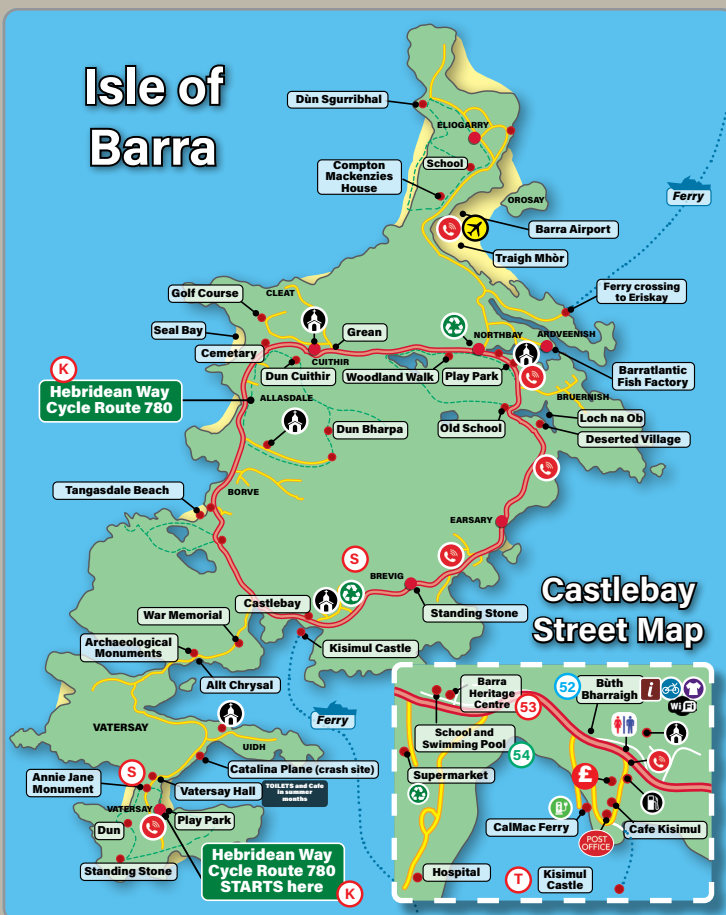 Isle of
Barra
Dùn Sgurribhal
ELIOGARRY
School
Compton
Mackenzies
House
OROSAY
Ferry
Barra Airport
Traigh Mhòr
Ferry crossing
to Eriskay
Golf Course
CLEAT
Seal Bay
Grean
Cemetary
CUITHIR
NORTHBAY
ARDVEENISH
K
Dun Cuithir
Woodland Walk
Play Park
Barratlantic
Fish Factory
Hebridean Way
Cycle Route 780
ALLASDALE
BRUERNISH
Dun Bharpa
Old School
Loch na Ob
Deserted Village
Tangasdale Beach
BORVE
EARSARY
S
BREVIG
Castlebay
Standing Stone
War Memorial
Kisimul Castle
Archaeological
Monuments
Allt Chrysal
Castlebay
Street Map
VATERSAY
Ferry
UIDH
S
Catalina Plane (crash site)
Annie Jane
Monument
Vatersay Hall
TOILETS and Cafe
in summer
months
VATERSAY
Play Park
Dun
Standing Stone
Hebridean Way
Cycle Route 780
STARTS here
K
Barra
Heritage
Centre
53
52
Bùth
Bharraigh
i
WiFi
School and
Swimming Pool
54
Supermarket
£
CalMac Ferry
Cafe Kisimul
POST
OFFICE
Hospital
T
Kisimul
Castle